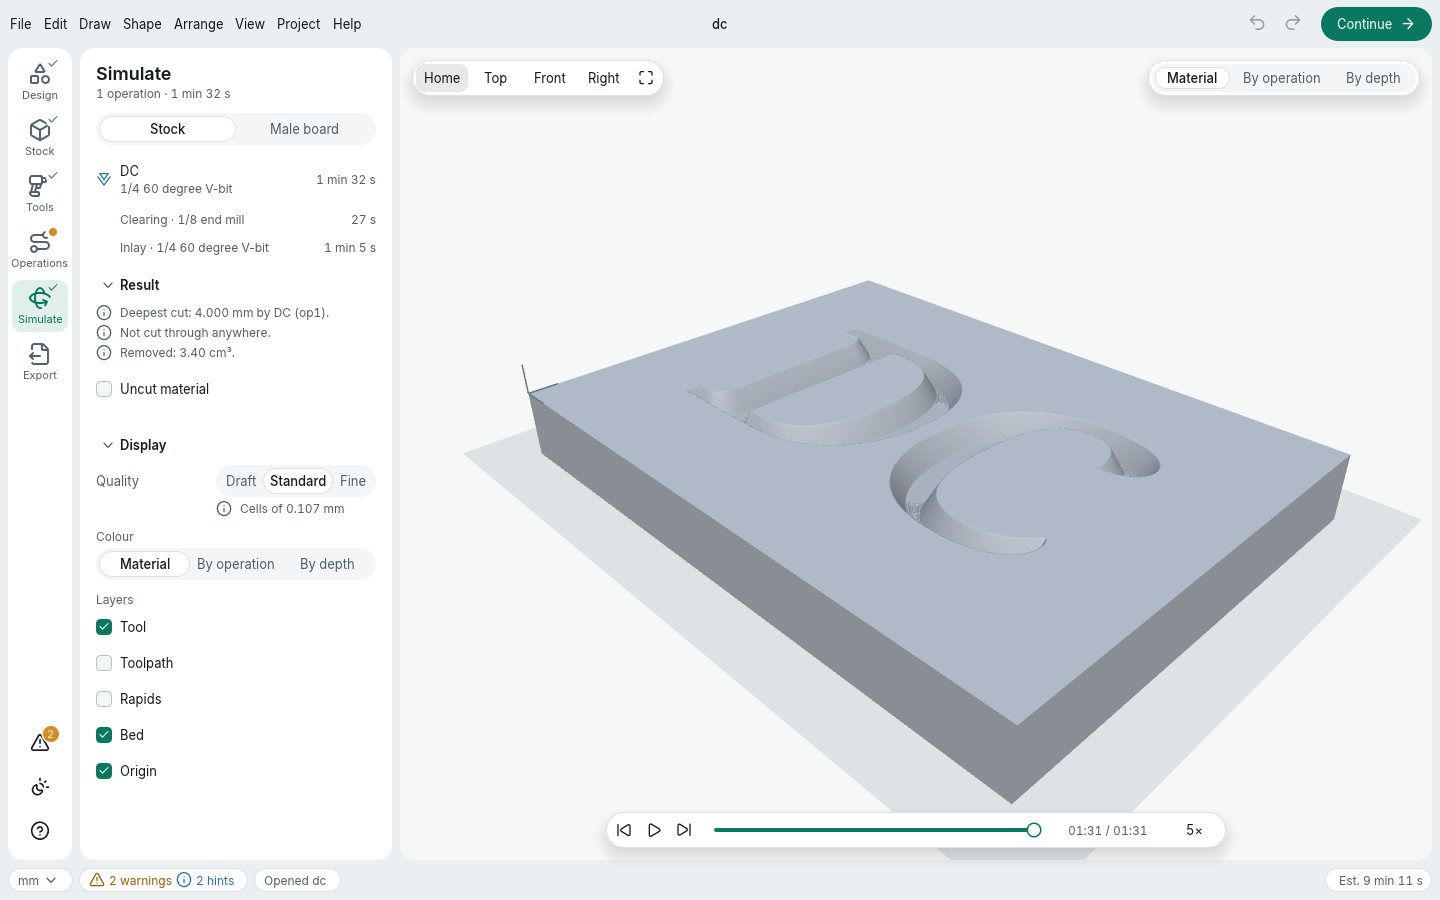 File Edit Draw Shape Arrange View Project Help
dc
Continue
Design
Stock
Tools
Operations
Simulate
Export
2
Simulate
1 operation · 1 min 32 s
Stock Male board
DC
1/4 60 degree V-bit 1 min 32 s
Clearing · 1/8 end mill 27 s
Inlay · 1/4 60 degree V-bit 1 min 5 s
Result
Deepest cut: 4.000 mm by DC (op1).
Not cut through anywhere.
Removed: 3.40 cm³.
Uncut material
Display
Quality Draft Standard Fine
Cells of 0.107 mm
Colour
Material By operation By depth
Layers
Tool
Toolpath
Rapids
Bed
Origin
Home Top Front Right
Material By operation By depth
DC
01:31 / 01:31 5×
mm 2 warnings 2 hints Opened dc Est. 9 min 11 s